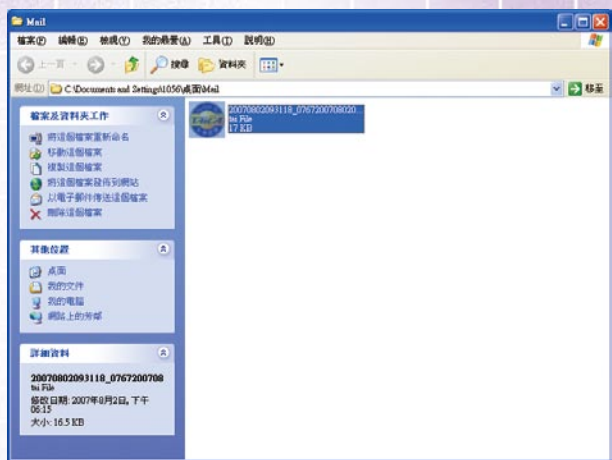 Mail
檔案(F) 編輯(E) 檢視(V) 我的最愛(A) 工具(T) 說明(H)
上一頁 搜尋 資料夾
網址(D) C:\Documents and Settings\1056\桌面\Mail 移至
檔案及資料夾工作
將這個檔案重新命名
移動這個檔案
複製這個檔案
將這個檔案發佈到網站
以電子郵件傳送這個檔案
刪除這個檔案
其他位置
桌面
我的文件
我的電腦
網路上的芳鄰
詳細資料
20070802093118_0767200708
tsi File
修改日期: 2007年8月2日, 下午
06:15
大小: 16.5 KB
20070802093118_0767200708020...
tsi File
17 KB